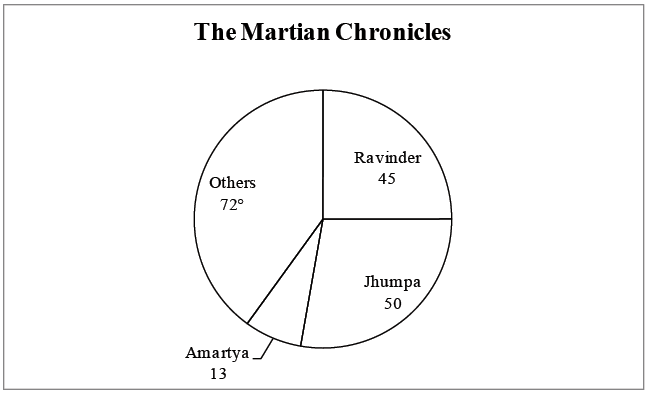 The Martian Chronicles
Ravinder
45
Others
72°
Jhumpa
50
Amartya
13